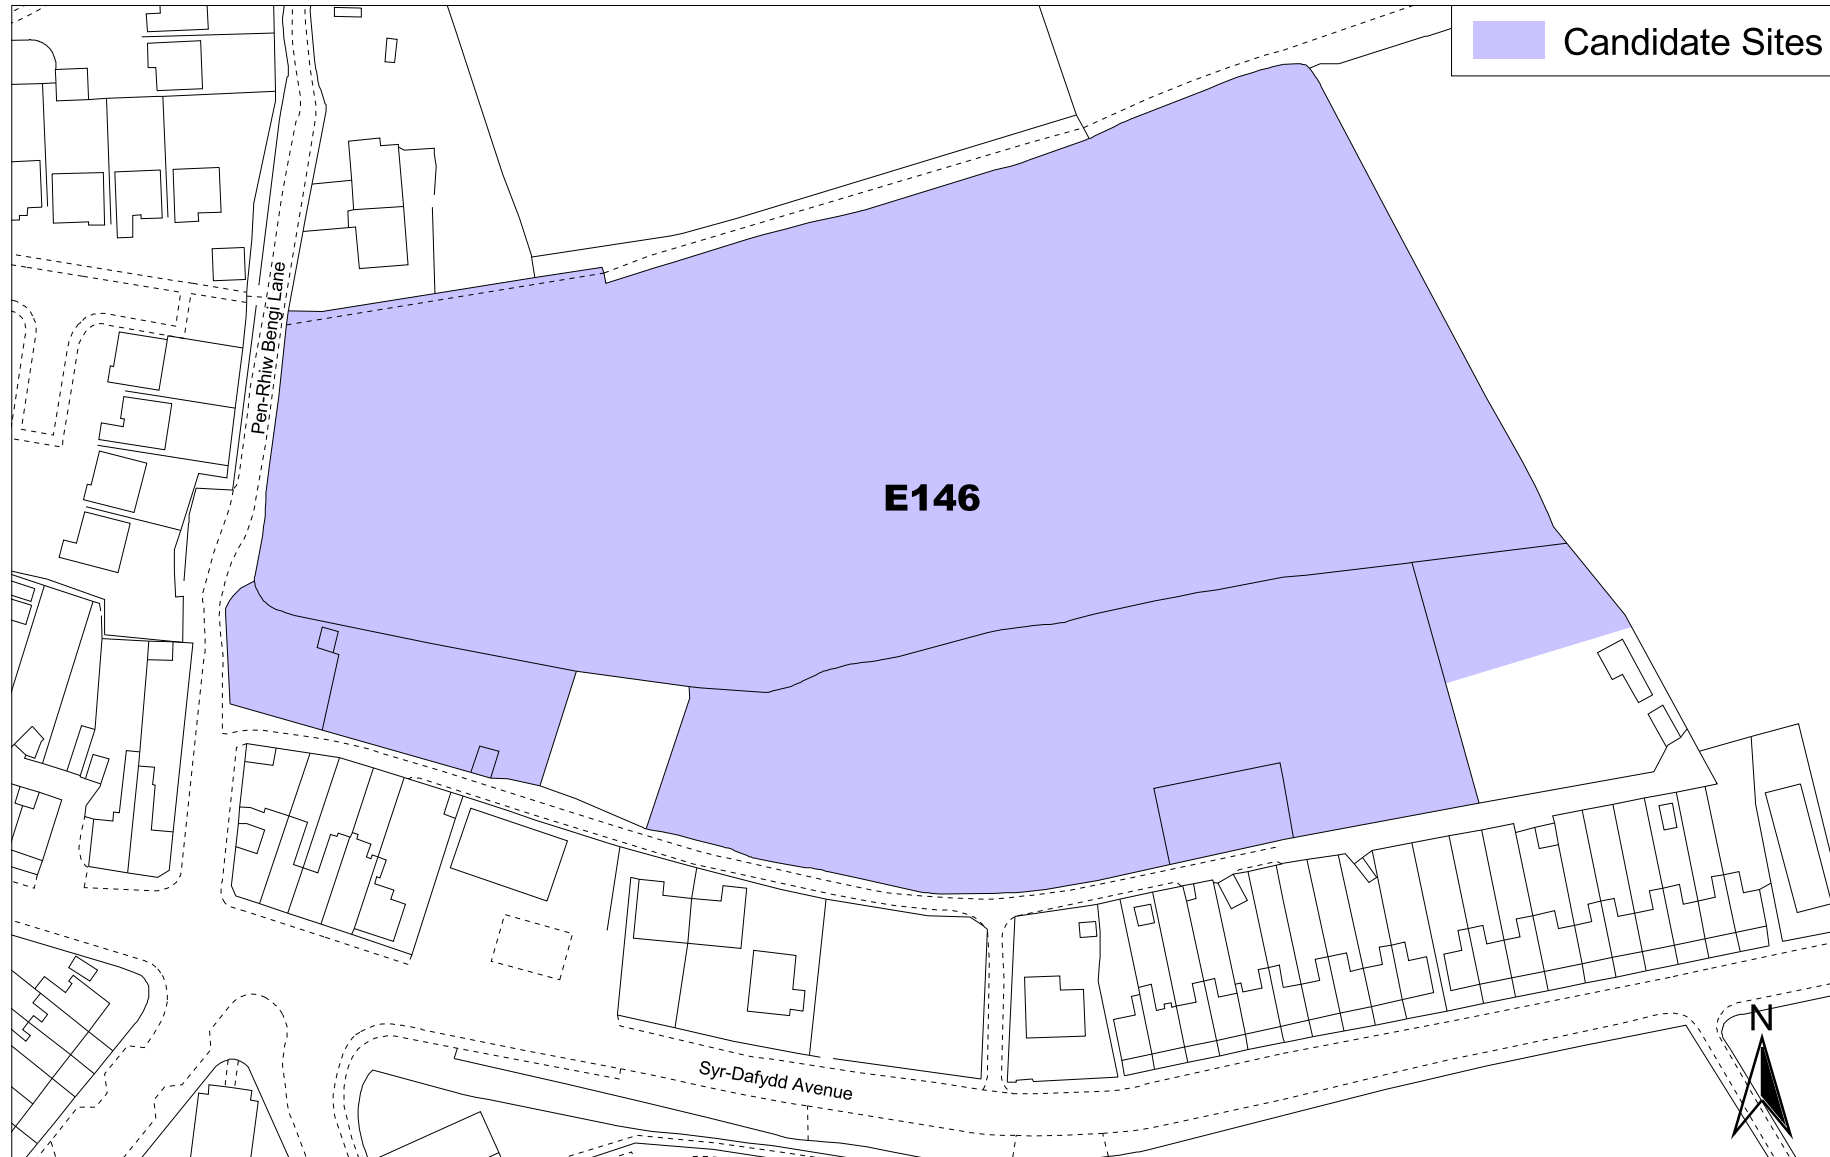 Candidate Sites
Pen-Rhiw Bengi Lane
E146
N
Syr-Dafydd Avenue